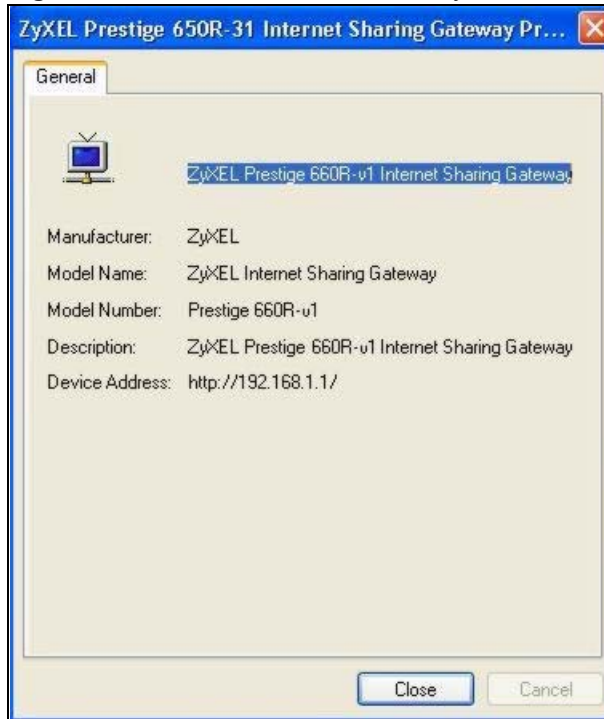 ZyXEL Prestige 650R-31 Internet Sharing Gateway Pr...
General
ZyXEL Prestige 660R-v1 Internet Sharing Gateway
Manufacturer: ZyXEL
Model Name: ZyXEL Internet Sharing Gateway
Model Number: Prestige 660R-v1
Description: ZyXEL Prestige 660R-v1 Internet Sharing Gateway
Device Address: http://192.168.1.1/
Close Cancel